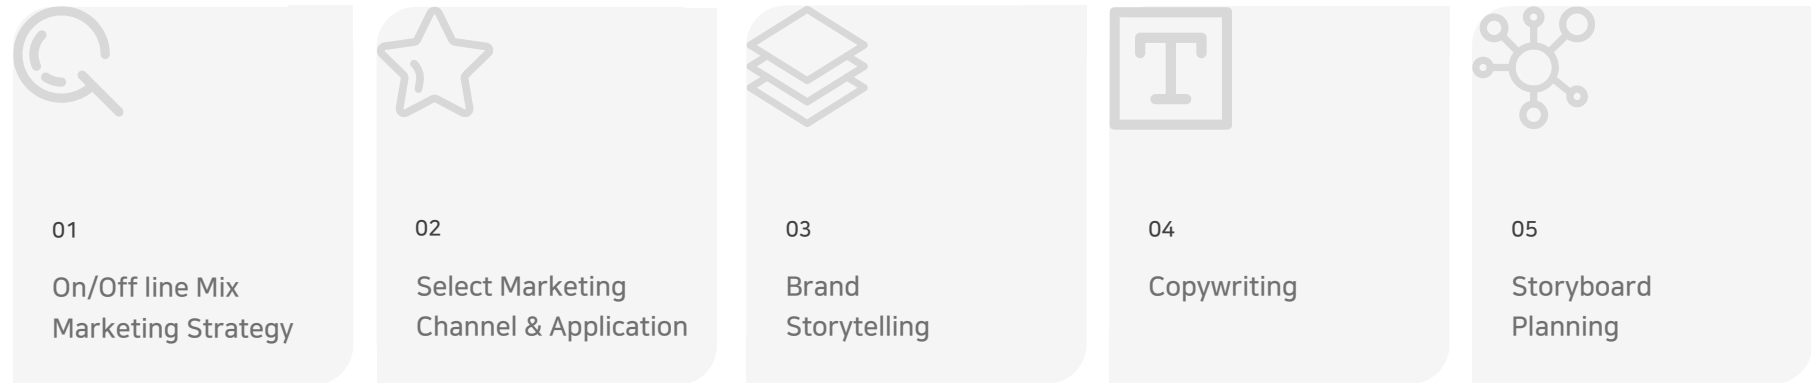 01
On/Off line Mix
Marketing Strategy
02
Select Marketing
Channel & Application
03
Brand
Storytelling
T
04
Copywriting
05
Storyboard
Planning